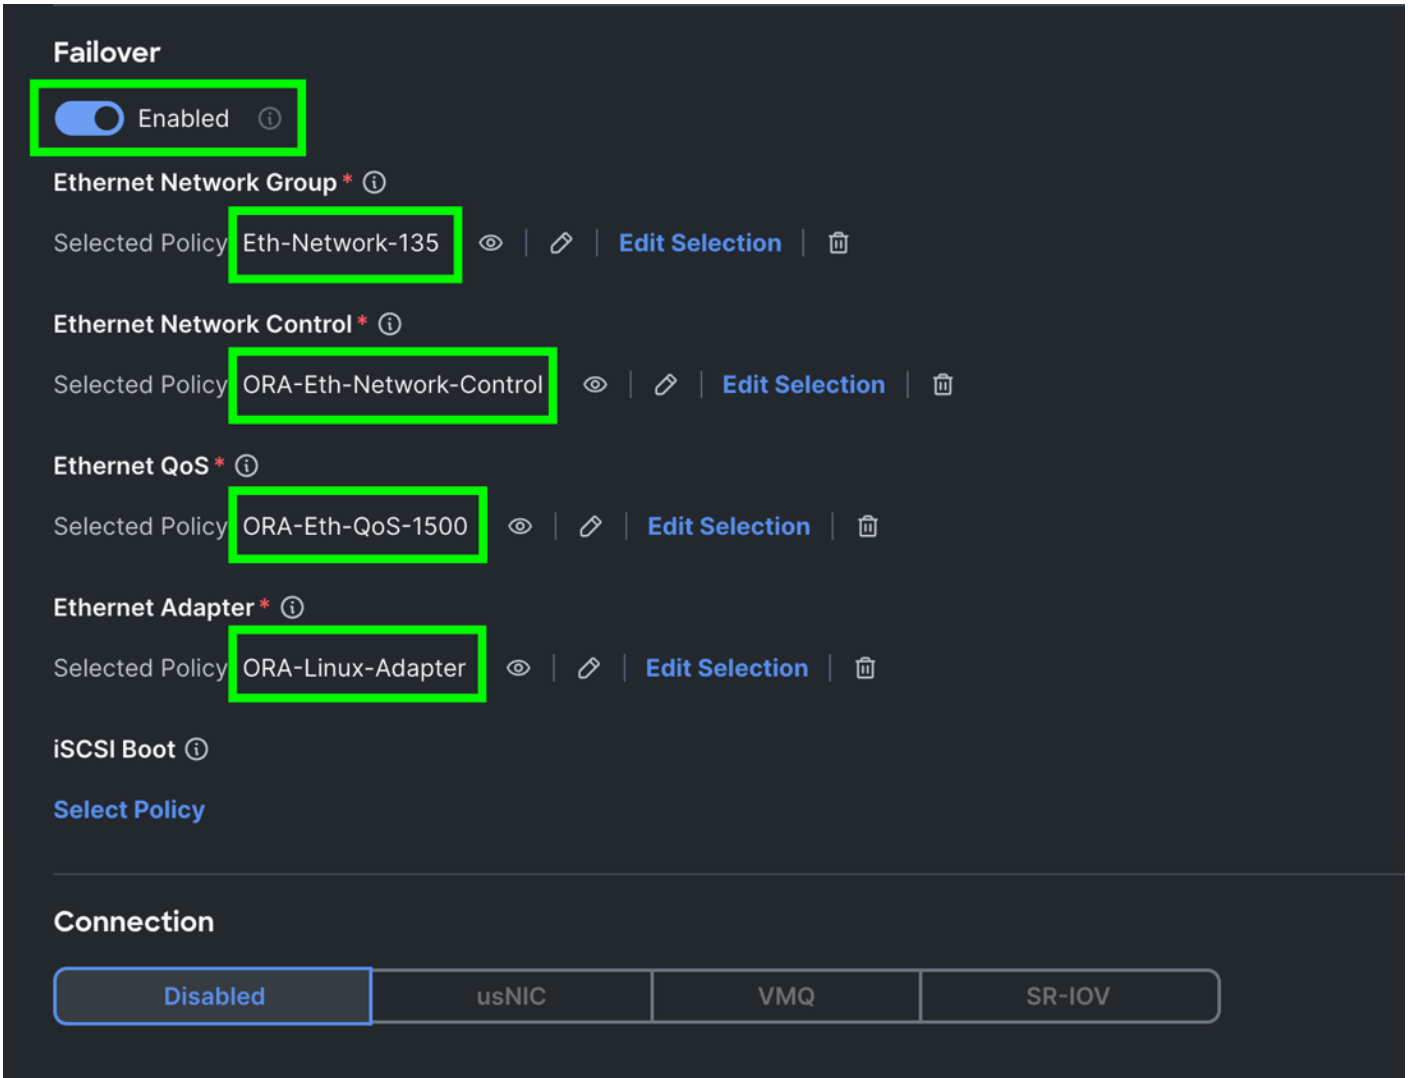 Failover
Enabled
Ethernet Network Group *
Selected Policy Eth-Network-135 Edit Selection
Ethernet Network Control *
Selected Policy ORA-Eth-Network-Control Edit Selection
Ethernet QoS *
Selected Policy ORA-Eth-QoS-1500 Edit Selection
Ethernet Adapter *
Selected Policy ORA-Linux-Adapter Edit Selection
iSCSI Boot
Select Policy
Connection
Disabled usNIC VMQ SR-IOV